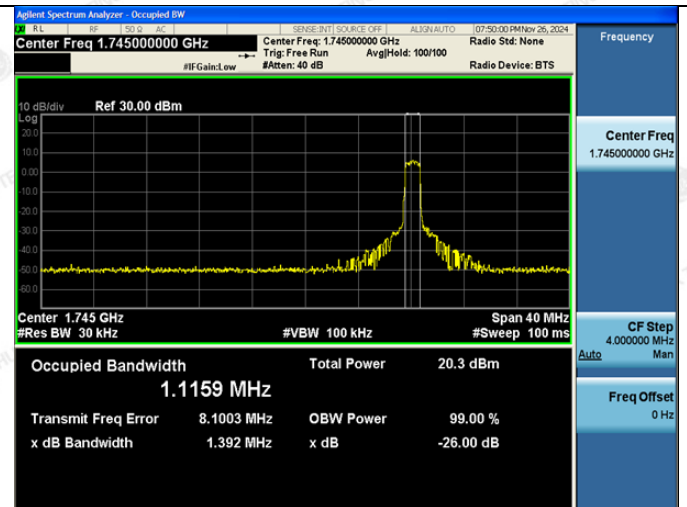 Agilent Spectrum Analyzer - Occupied BW
RL RF 50 Ω AC SENSE:INT SOURCE OFF ALIGN AUTO 07:50:00 PM Nov 26, 2024
Center Freq 1.745000000 GHz Center Freq: 1.745000000 GHz Radio Std: None
Trig: Free Run Avg|Hold: 100/100
#IFGain:Low #Atten: 40 dB Radio Device: BTS
Frequency
10 dB/div Ref 30.00 dBm
Log
20.0
10.0
0.00
-10.0
-20.0
-30.0
-40.0
-50.0
-60.0
Center Freq
1.745000000 GHz
Center 1.745 GHz Span 40 MHz
#Res BW 30 kHz #VBW 100 kHz #Sweep 100 ms
CF Step
4.000000 MHz
Auto Man
Occupied Bandwidth Total Power 20.3 dBm
1.1159 MHz
Transmit Freq Error 8.1003 MHz OBW Power 99.00 %
x dB Bandwidth 1.392 MHz x dB -26.00 dB
Freq Offset
0 Hz